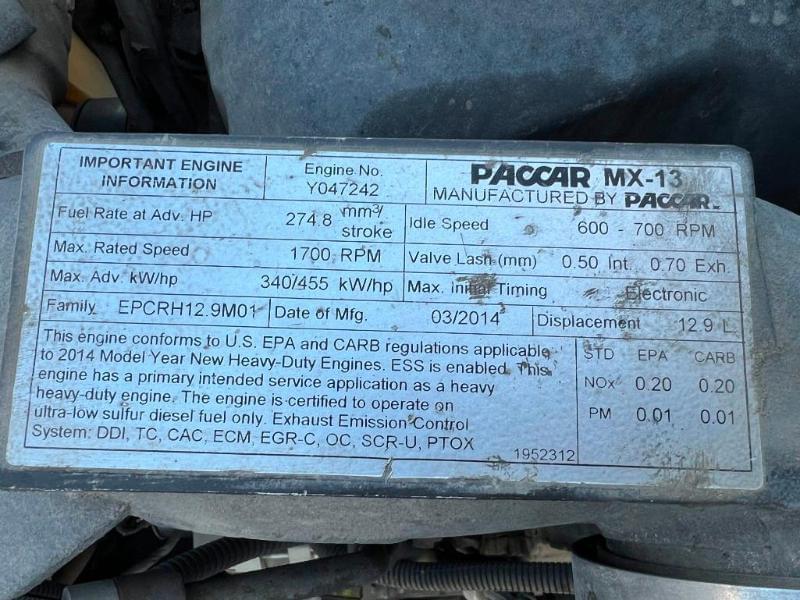 IMPORTANT ENGINE
INFORMATION
Engine No.
Y047242
PACCAR MX-13
MANUFACTURED BY PACCAR
Fuel Rate at Adv. HP 274.8 mm³/
stroke
Idle Speed 600 - 700 RPM
Max. Rated Speed 1700 RPM
Valve Lash (mm) 0.50 Int. 0.70 Exh.
Max. Adv. kW/hp 340/455 kW/hp
Max. Initial Timing Electronic
Family EPCRH12.9M01 Date of Mfg. 03/2014
Displacement 12.9 L
This engine conforms to U.S. EPA and CARB regulations applicable
to 2014 Model Year New Heavy-Duty Engines. ESS is enabled. This
engine has a primary intended service application as a heavy
heavy-duty engine. The engine is certified to operate on
ultra-low sulfur diesel fuel only. Exhaust Emission Control
System: DDI, TC, CAC, ECM, EGR-C, OC, SCR-U, PTOX
1952312
STD EPA CARB
NOx 0.20 0.20
PM 0.01 0.01